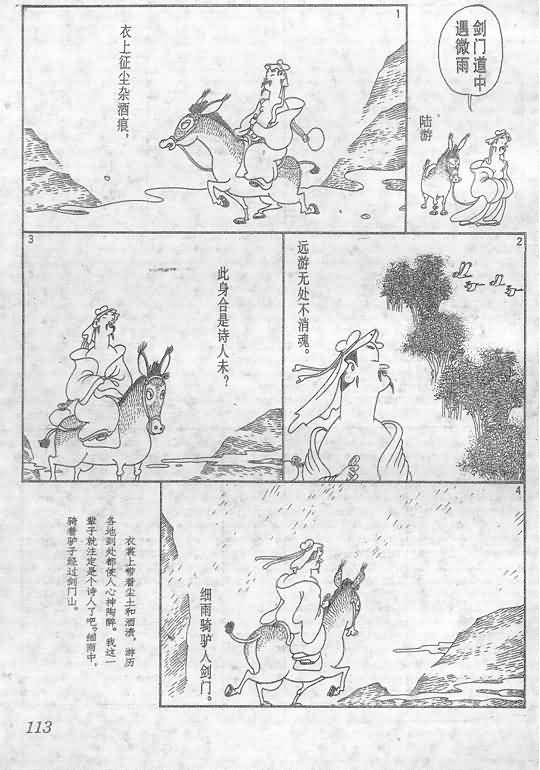 剑门道中
遇微雨
陆游
1
衣上征尘杂酒痕，
2
远游无处不消魂。
3
此身合是诗人未？
4
细雨骑驴入剑门。
衣裳上带着尘土和酒渍，游历
各地到处都使人心神陶醉。我这一
辈子就注定是个诗人了吧。细雨中，
骑着驴子经过剑门山。
113